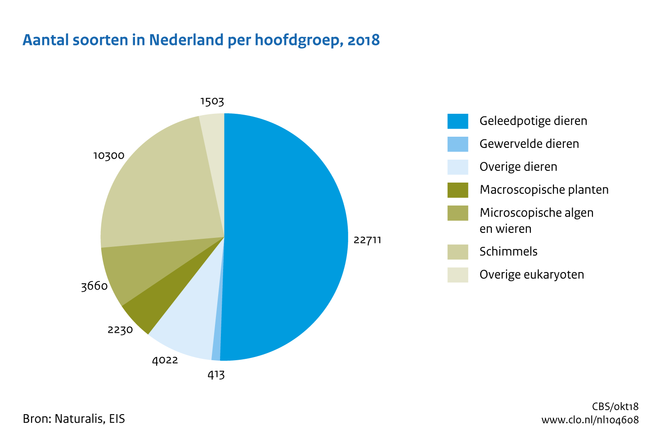 Aantal soorten in Nederland per hoofdgroep, 2018
1503
10300
22711
3660
2230
4022
413
Geleedpotige dieren
Gewervelde dieren
Overige dieren
Macroscopische planten
Microscopische algen
en wieren
Schimmels
Overige eukaryoten
Bron: Naturalis, EIS
CBS/okt18
www.clo.nl/nl104608